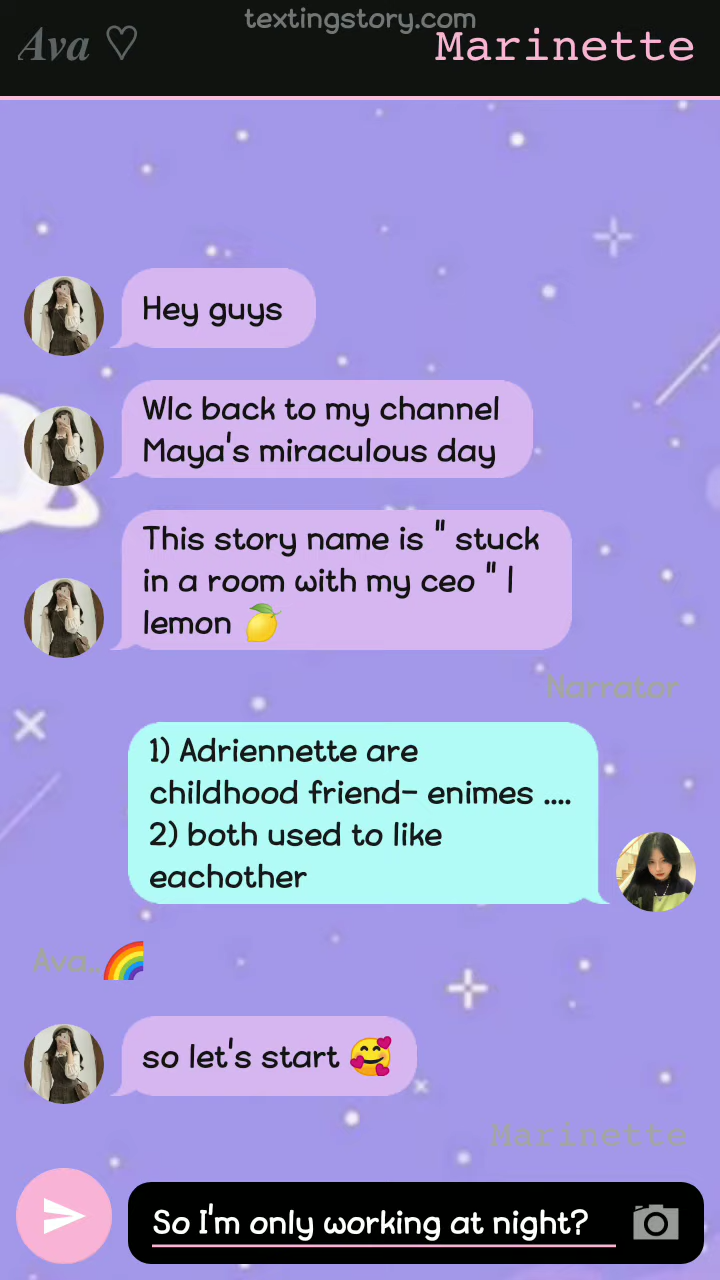 textingstory.com
Ava ♡
Marinette
Hey guys
Wlc back to my channel
Maya's miraculous day
This story name is " stuck
in a room with my ceo " |
lemon 🍋
Narrator
1) Adriennette are
childhood friend- enimes ....
2) both used to like
eachother
Ava..🌈
so let's start 🥰
Marinette
So I'm only working at night?